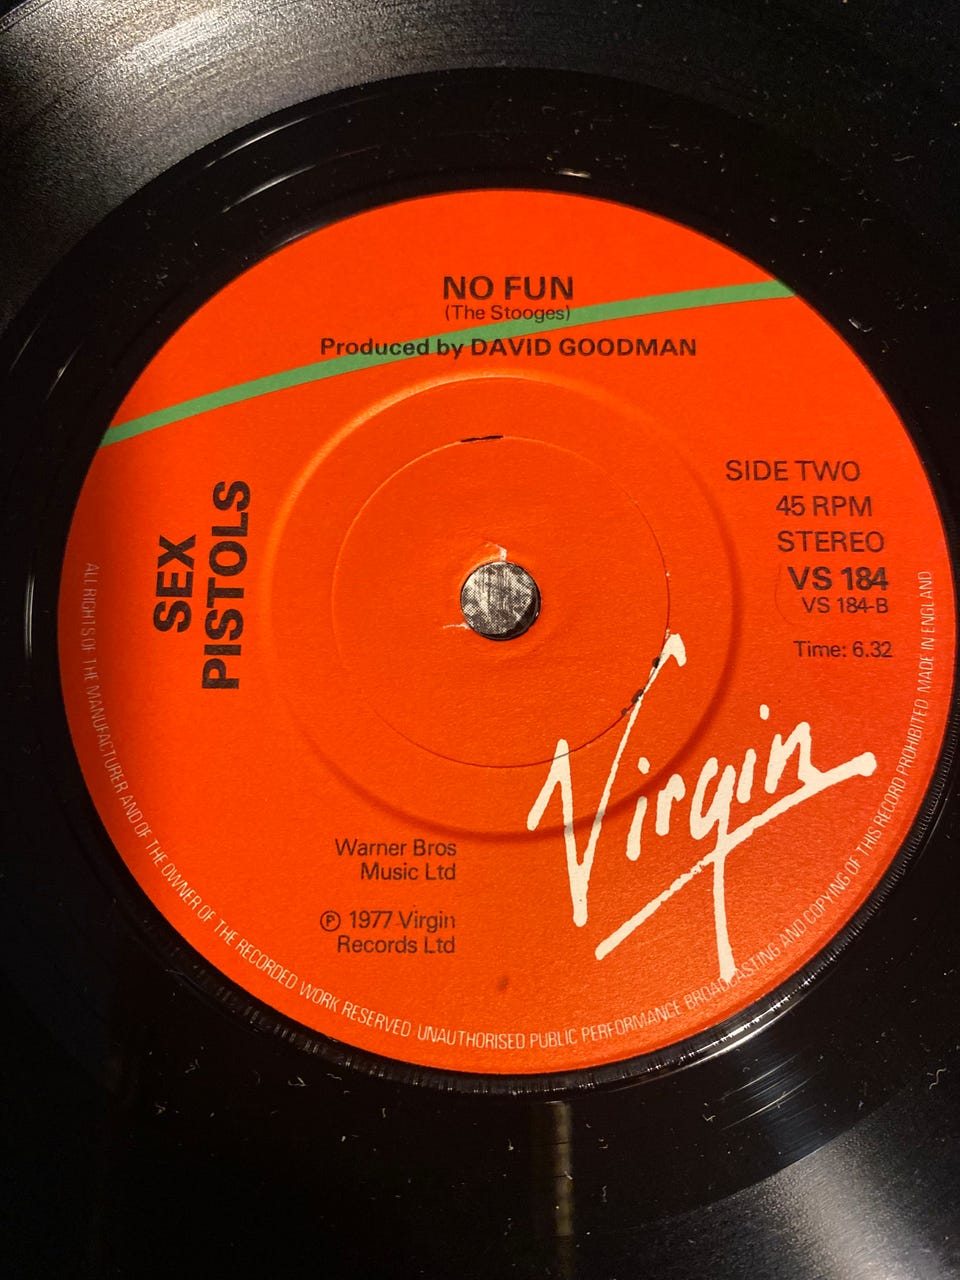 NO FUN
(The Stooges)
Produced by DAVID GOODMAN
SEX
PISTOLS
SIDE TWO
45 RPM
STEREO
VS 184
VS 184-B
Time: 6.32
Virgin
Warner Bros
Music Ltd
℗ 1977 Virgin
Records Ltd
ALL RIGHTS OF THE MANUFACTURER AND OF THE OWNER OF THE RECORDED WORK RESERVED UNAUTHORISED PUBLIC PERFORMANCE BROADCASTING AND COPYING OF THIS RECORD PROHIBITED MADE IN ENGLAND